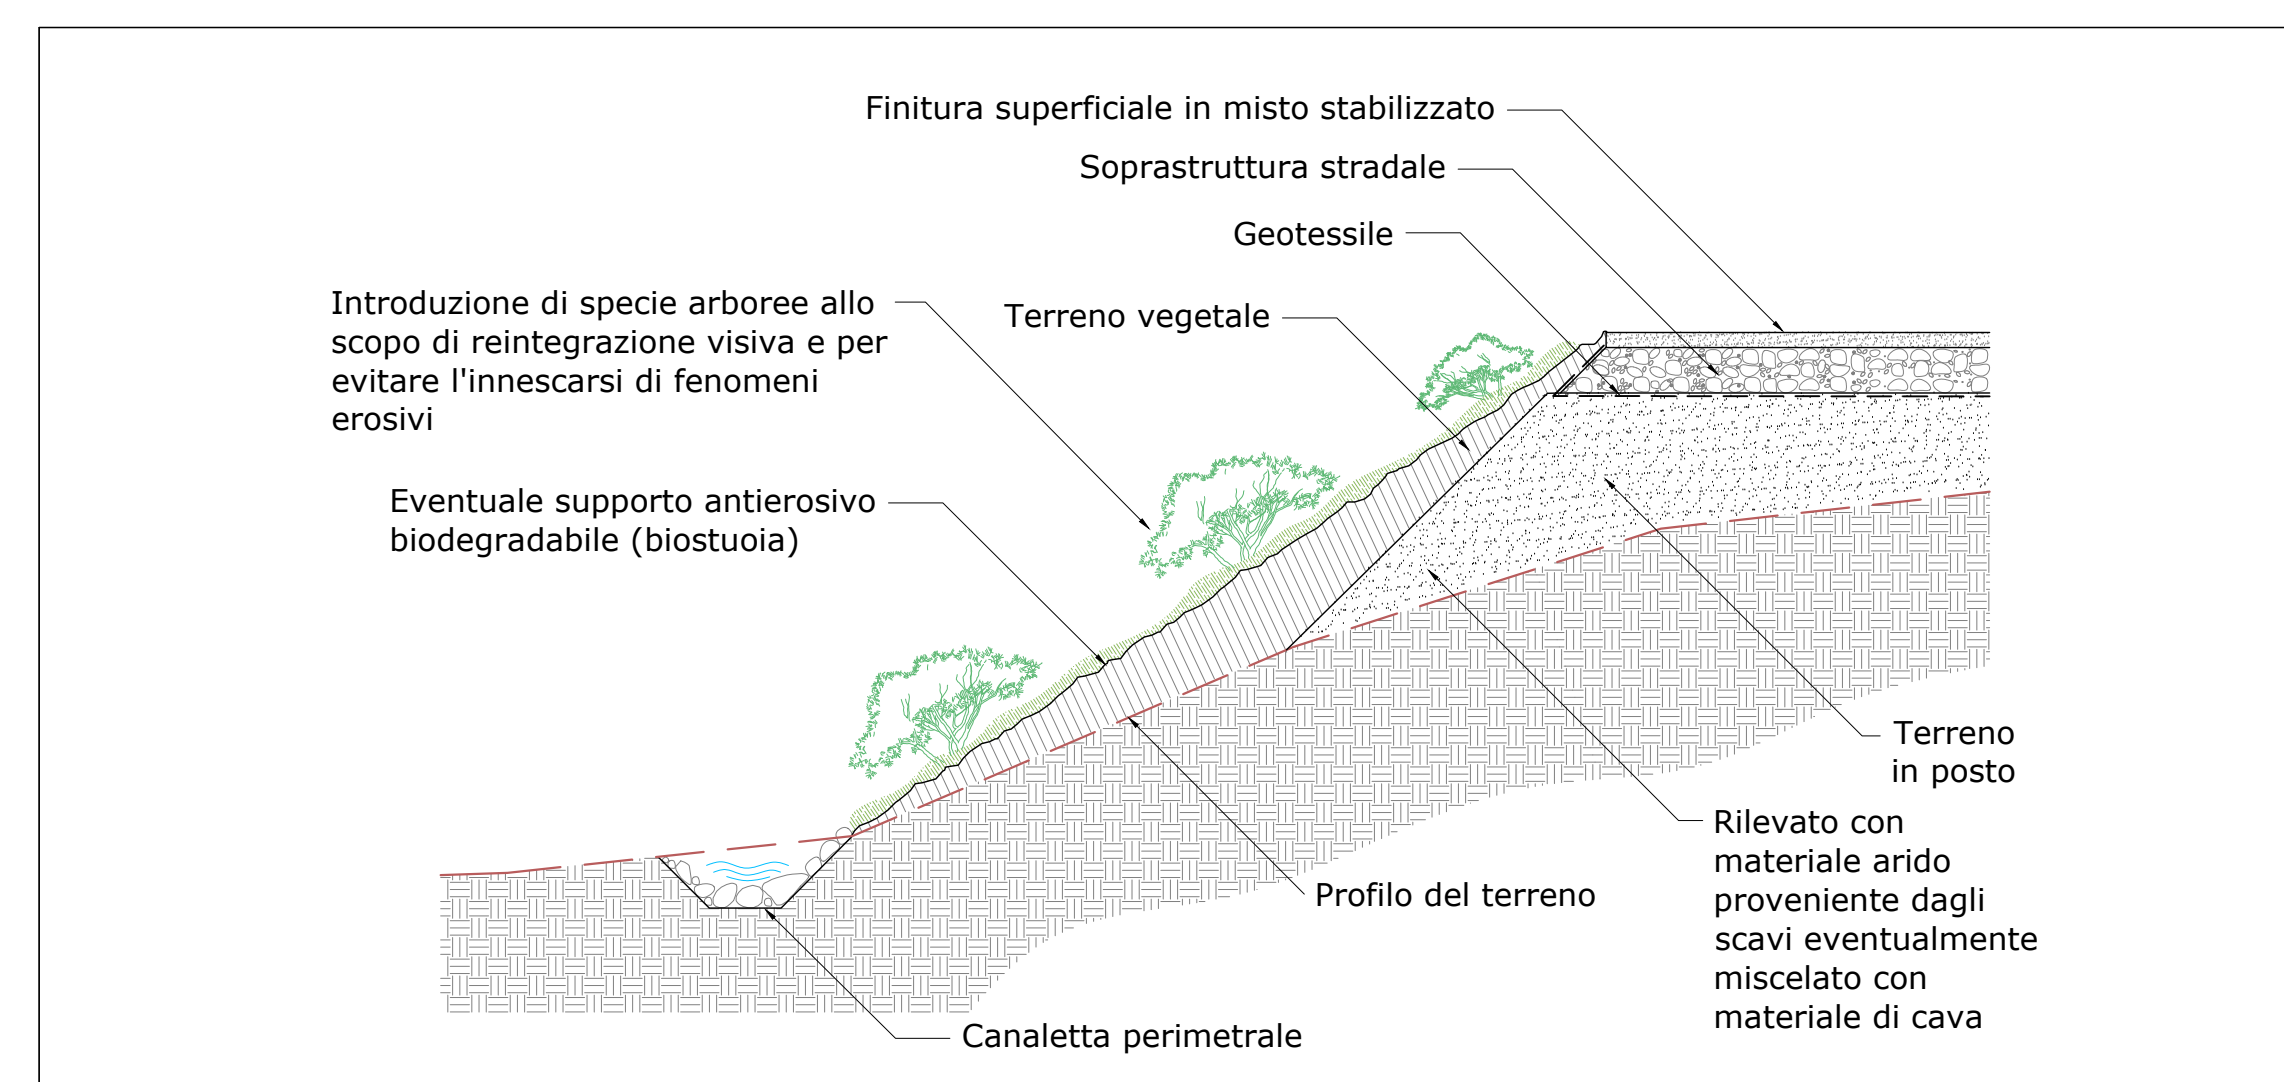 Finitura superficiale in misto stabilizzato
Soprastruttura stradale
Geotessile
Introduzione di specie arboree allo
scopo di reintegrazione visiva e per
evitare l'innescarsi di fenomeni
erosivi
Terreno vegetale
Eventuale supporto antierosivo
biodegradabile (biostuoia)
Terreno
in posto
Rilevato con
materiale arido
proveniente dagli
scavi eventualmente
miscelato con
materiale di cava
Profilo del terreno
Canaletta perimetrale